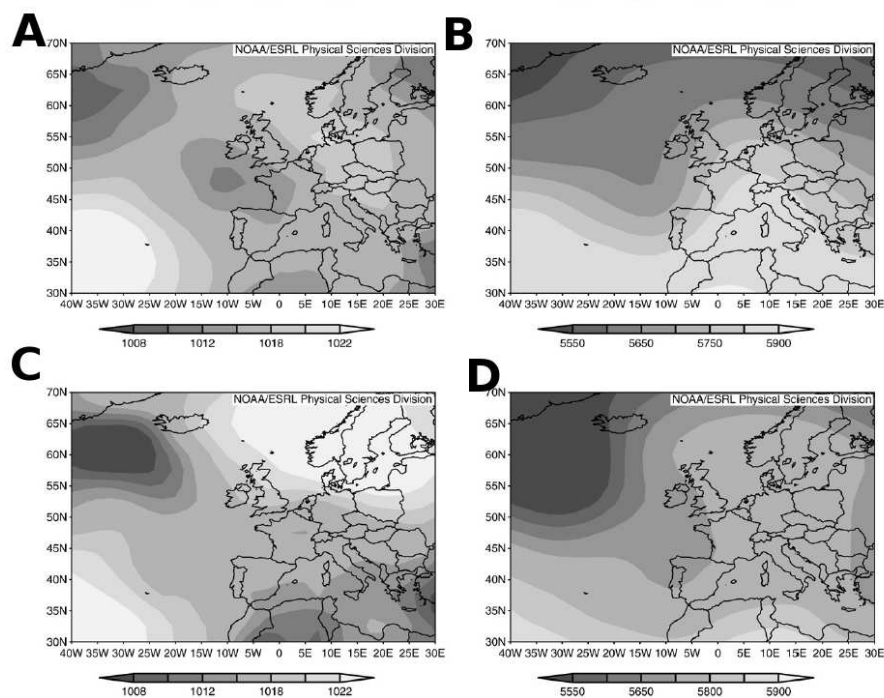 A
NOAA/ESRL Physical Sciences Division
70N
65N
60N
55N
50N
45N
40N
35N
30N
40W 35W 30W 25W 20W 15W 10W 5W 0 5E 10E 15E 20E 25E 30E
1008 1012 1018 1022
B
NOAA/ESRL Physical Sciences Division
70N
65N
60N
55N
50N
45N
40N
35N
30N
40W 35W 30W 25W 20W 15W 10W 5W 0 5E 10E 15E 20E 25E 30E
5550 5650 5750 5900
C
NOAA/ESRL Physical Sciences Division
70N
65N
60N
55N
50N
45N
40N
35N
30N
40W 35W 30W 25W 20W 15W 10W 5W 0 5E 10E 15E 20E 25E 30E
1008 1012 1018 1022
D
NOAA/ESRL Physical Sciences Division
70N
65N
60N
55N
50N
45N
40N
35N
30N
40W 35W 30W 25W 20W 15W 10W 5W 0 5E 10E 15E 20E 25E 30E
5550 5650 5800 5900